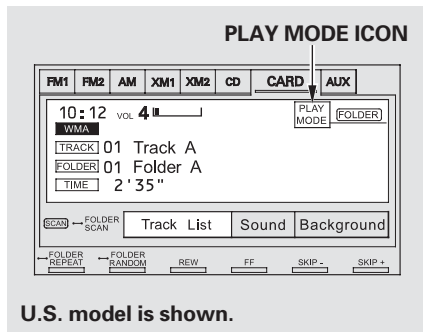 PLAY MODE ICON
FM1 FM2 AM XM1 XM2 CD CARD AUX
10:12 VOL 4 PLAY MODE FOLDER
WMA
TRACK 01 Track A
FOLDER 01 Folder A
TIME 2'35"
SCAN ↔ FOLDER SCAN Track List Sound Background
↔ FOLDER REPEAT ↔ FOLDER RANDOM REW FF SKIP - SKIP +
U.S. model is shown.